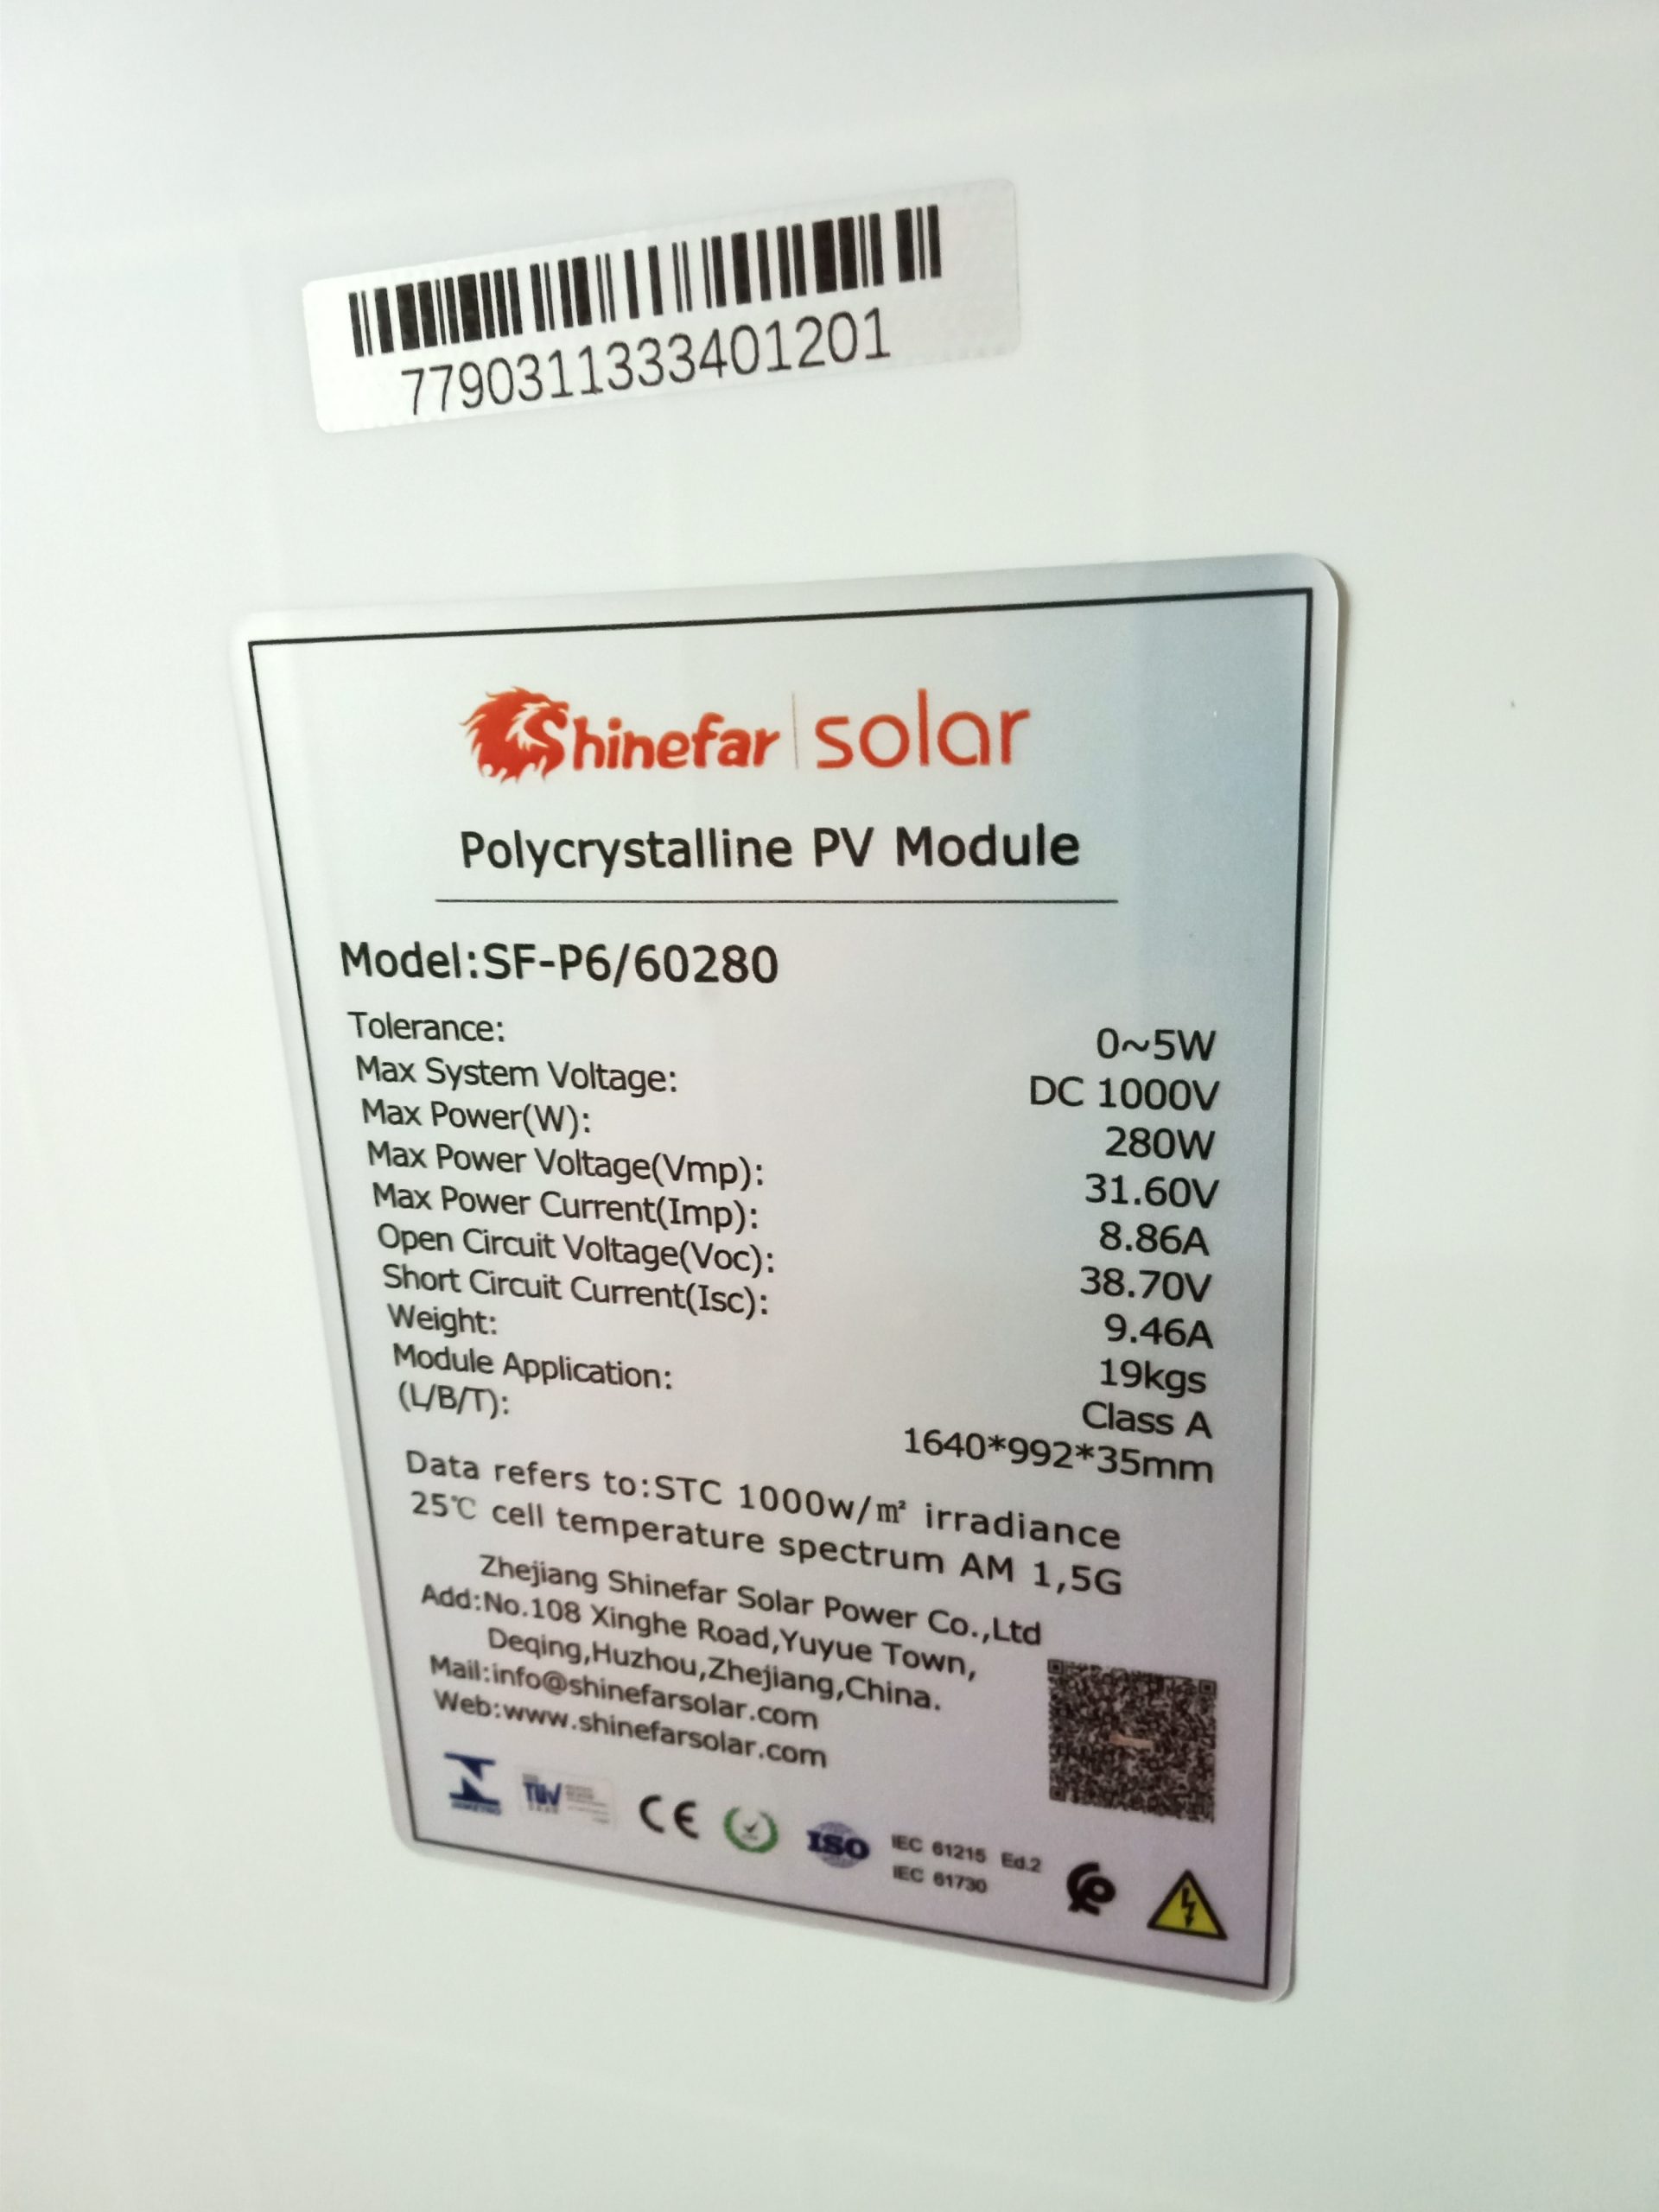 7790311333401201
Shinefar solar
Polycrystalline PV Module
Model:SF-P6/60280
Tolerance: 0~5W
Max System Voltage: DC 1000V
Max Power(W): 280W
Max Power Voltage(Vmp): 31.60V
Max Power Current(Imp): 8.86A
Open Circuit Voltage(Voc): 38.70V
Short Circuit Current(Isc): 9.46A
Weight: 19kgs
Module Application: Class A
(L/B/T): 1640*992*35mm
Data refers to:STC 1000w/㎡ irradiance
25℃ cell temperature spectrum AM 1,5G
Zhejiang Shinefar Solar Power Co.,Ltd
Add:No.108 Xinghe Road,Yuyue Town,
Deqing,Huzhou,Zhejiang,China.
Mail:info@shinefarsolar.com
Web:www.shinefarsolar.com
TÜV
CE
ISO
IEC 61215 Ed.2
IEC 61730